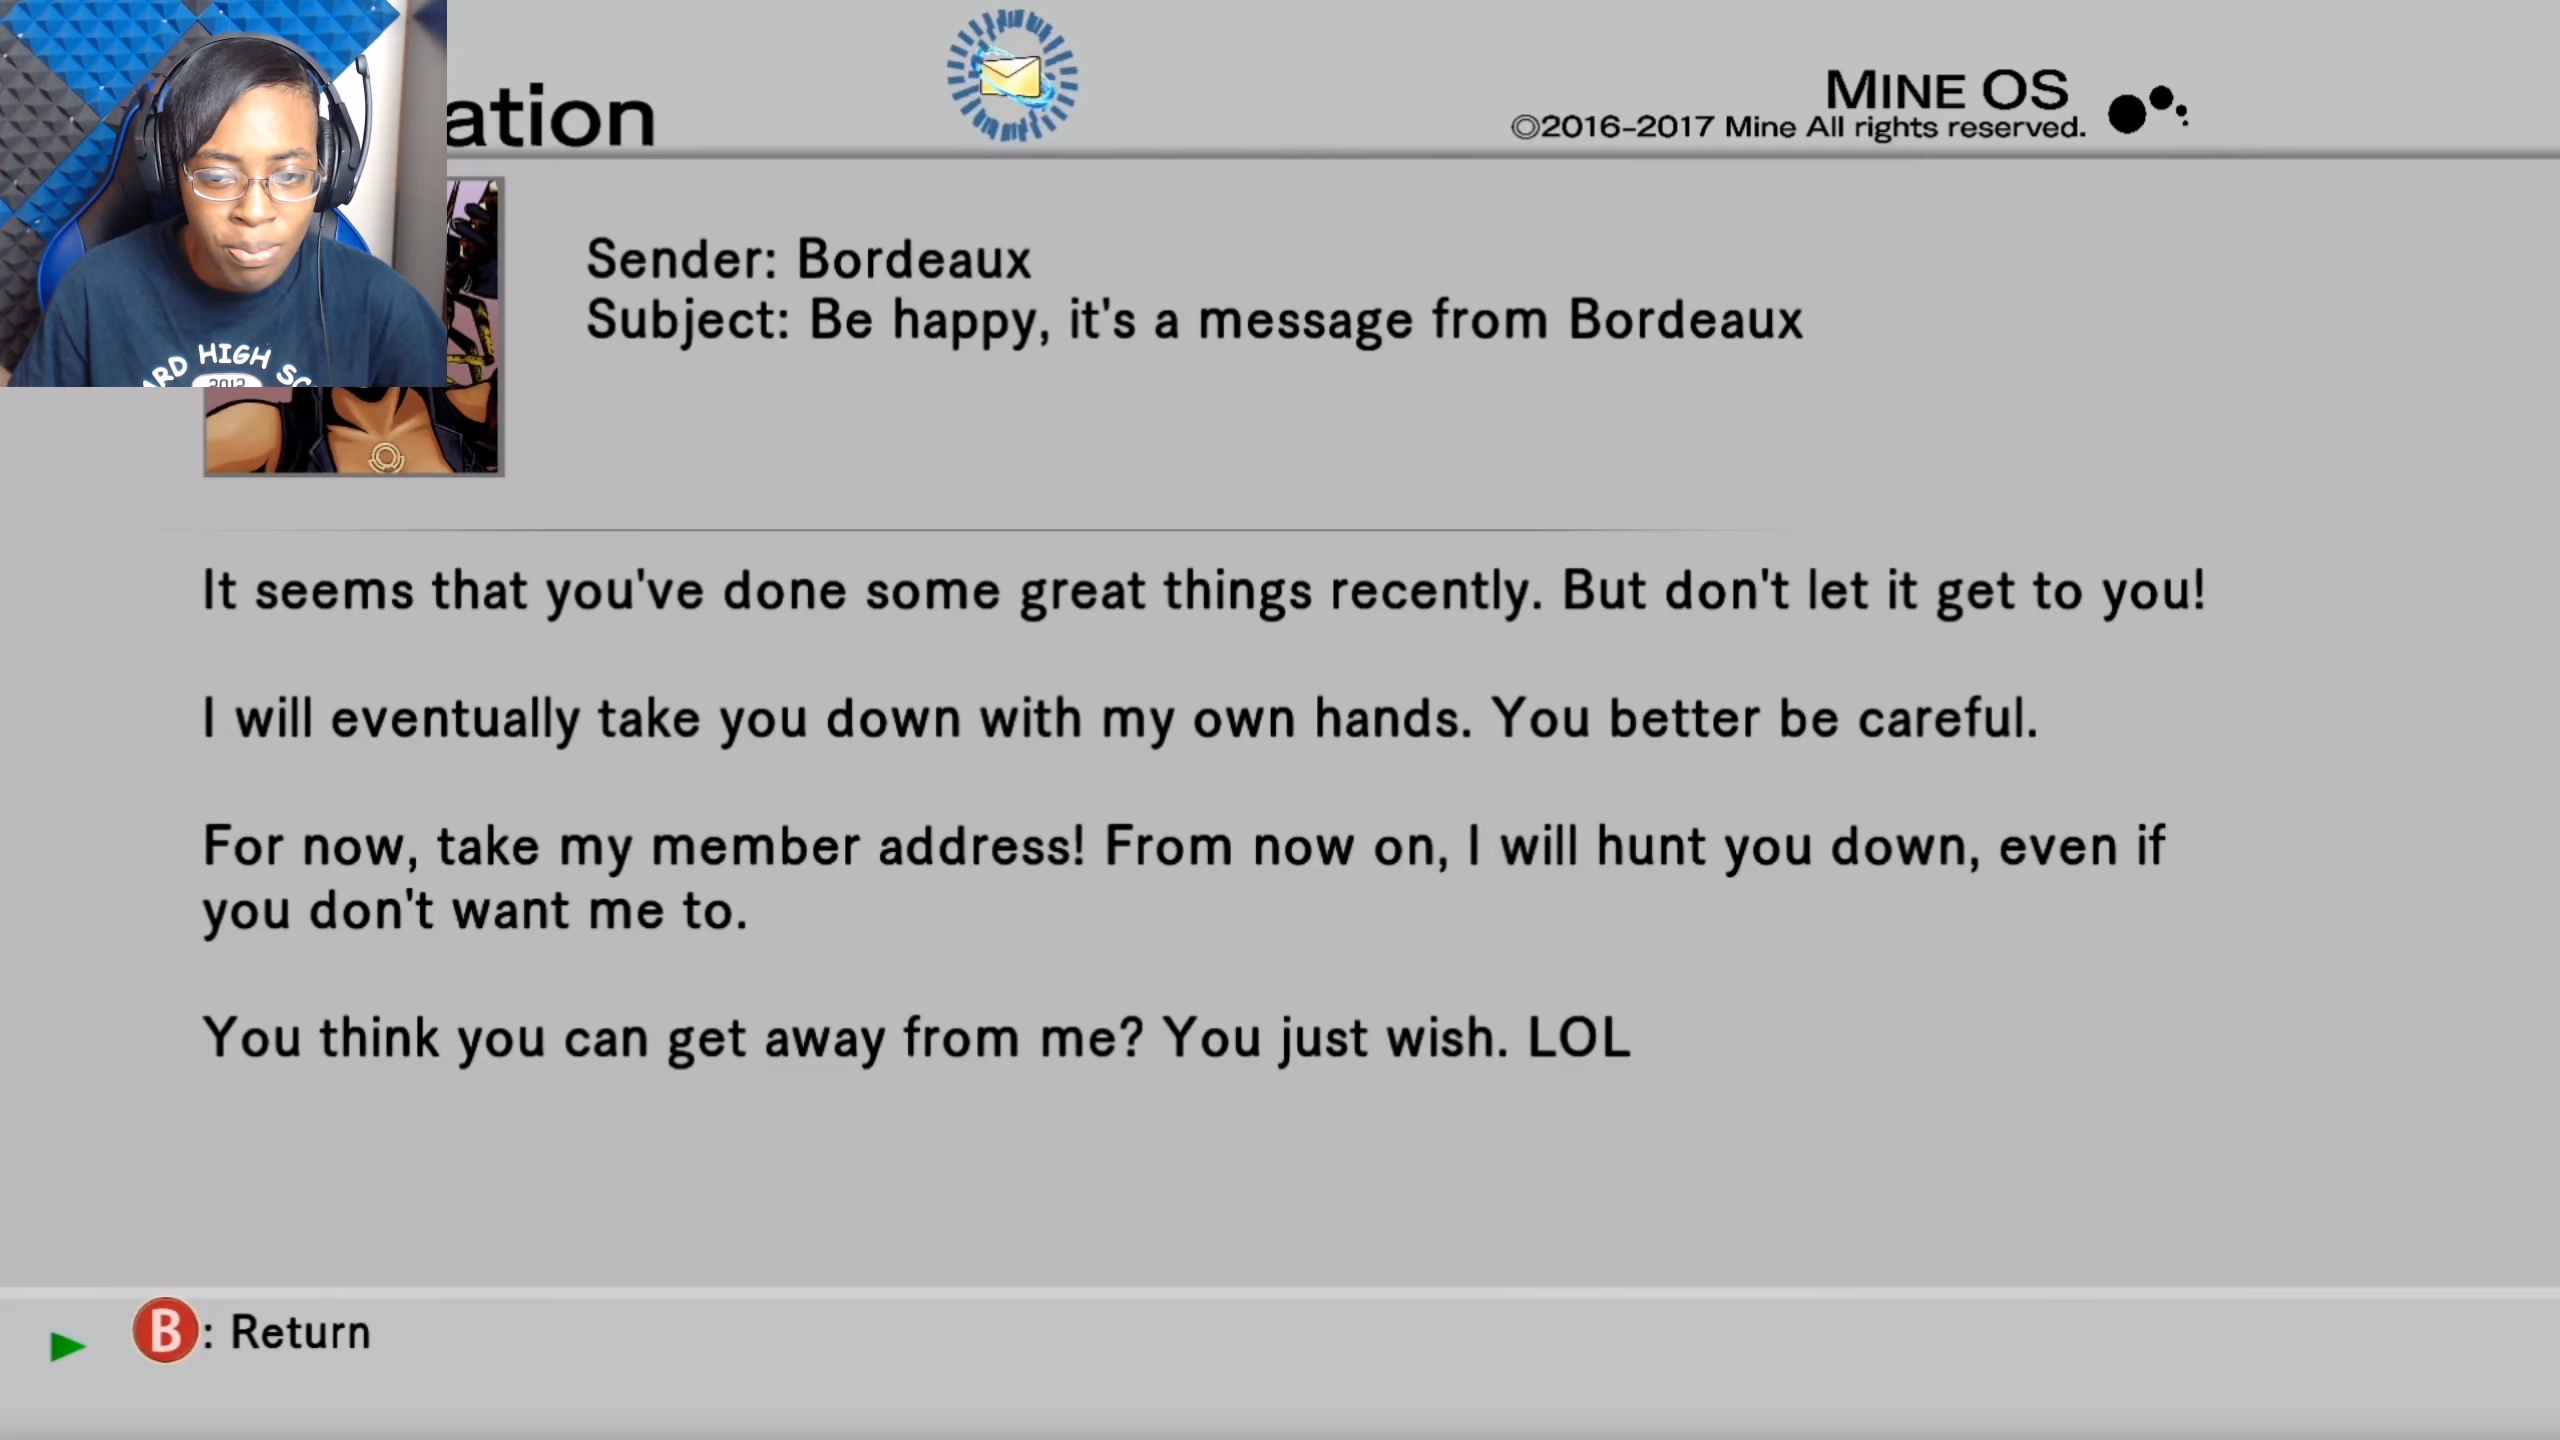 ation
MINE OS
©2016-2017 Mine All rights reserved.
HIGH
2012
Sender: Bordeaux
Subject: Be happy, it's a message from Bordeaux
It seems that you've done some great things recently. But don't let it get to you!
I will eventually take you down with my own hands. You better be careful.
For now, take my member address! From now on, I will hunt you down, even if
you don't want me to.
You think you can get away from me? You just wish. LOL
B: Return